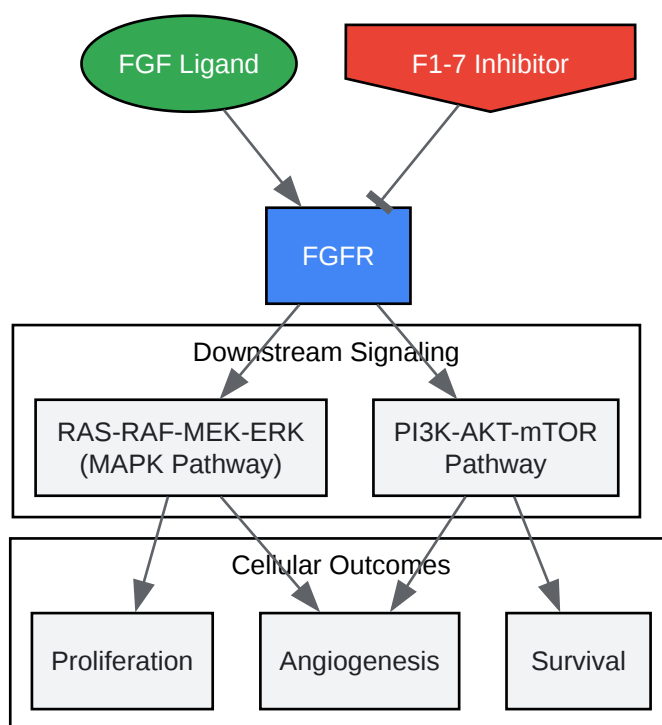 FGF Ligand
F1-7 Inhibitor
FGFR
Downstream Signaling
RAS-RAF-MEK-ERK
(MAPK Pathway)
PI3K-AKT-mTOR
Pathway
Cellular Outcomes
Proliferation
Angiogenesis
Survival